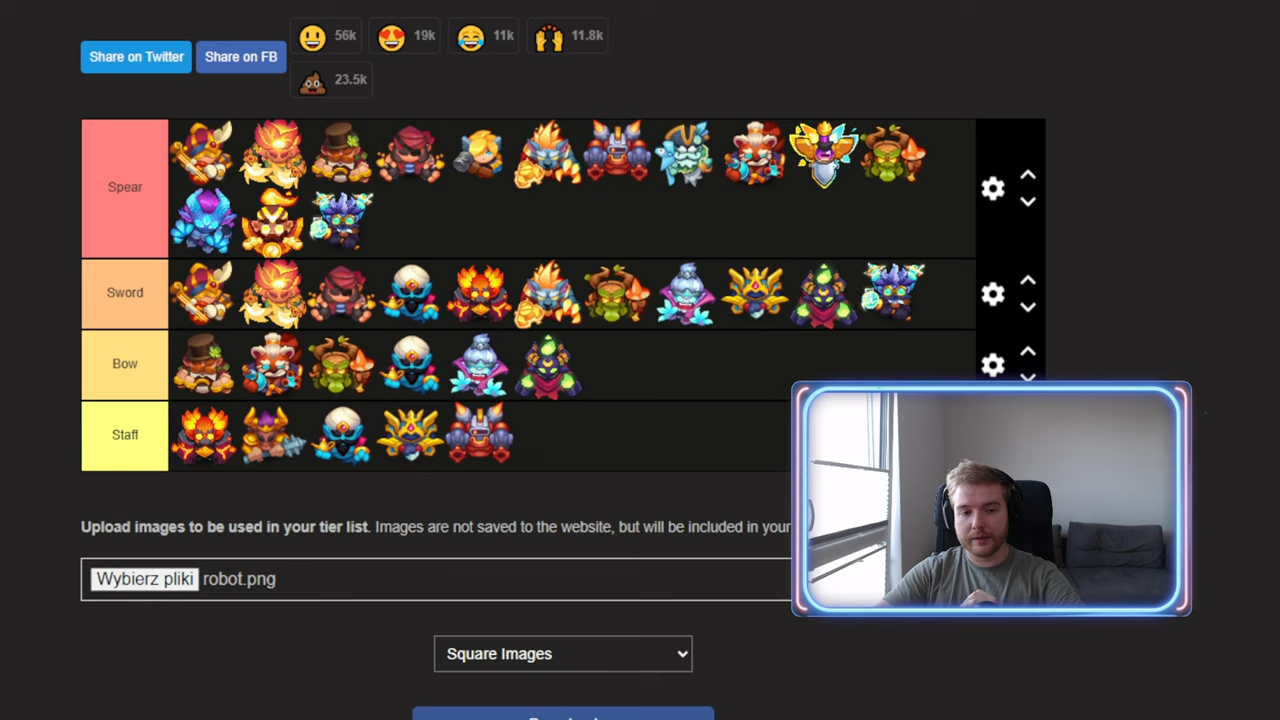 Share on Twitter
Share on FB
56k
19k
11k
11.8k
23.5k
Spear
Sword
Bow
Staff
Upload images to be used in your tier list. Images are not saved to the website, but will be included in your
Wybierz pliki robot.png
Square Images